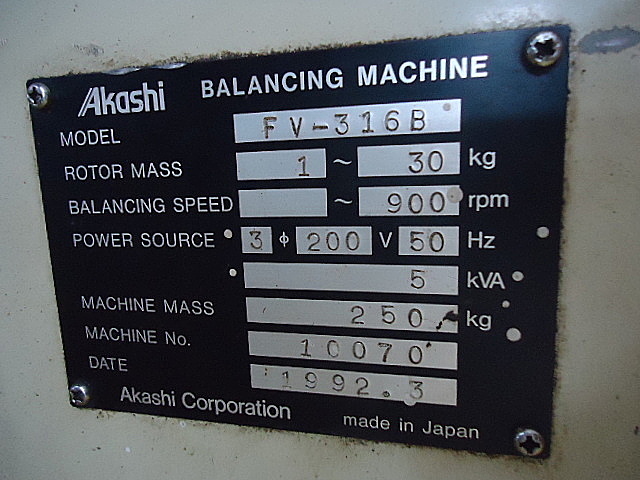 Akashi BALANCING MACHINE
MODEL FV-316B
ROTOR MASS 1 ~ 30 kg
BALANCING SPEED ~ 900 rpm
POWER SOURCE 3 φ 200 V 50 Hz
5 kVA
MACHINE MASS 250 kg
MACHINE No. 10070
DATE 1992.3
Akashi Corporation made in Japan